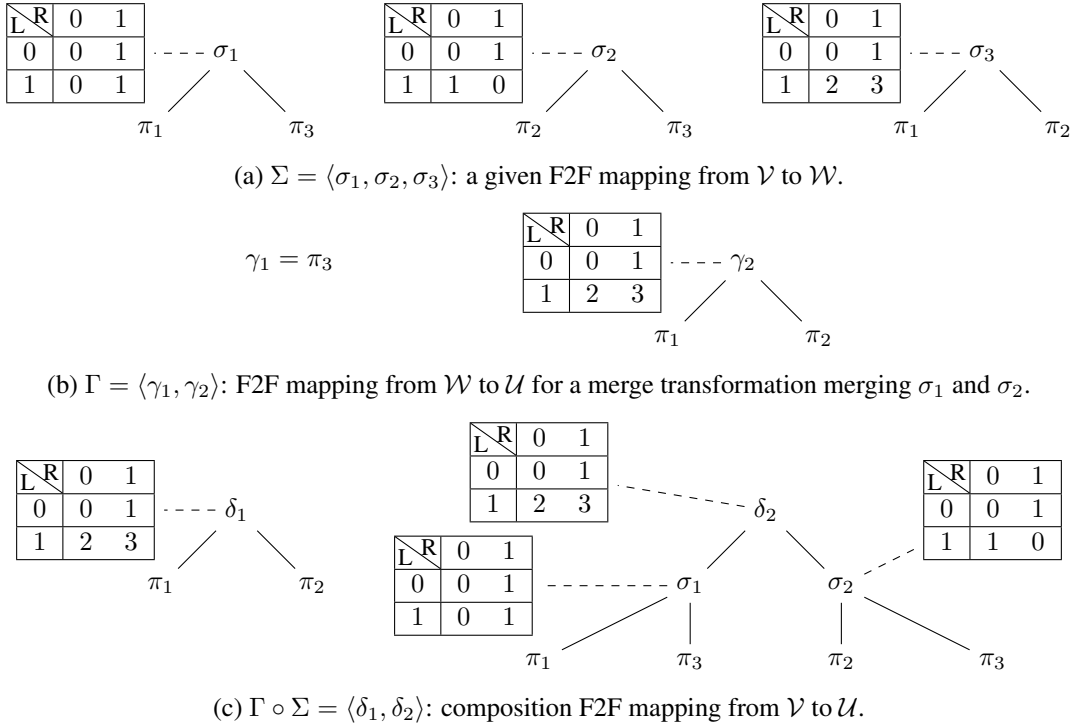 L R 0 1
0 0 1
1 0 1
σ₁
π₁ π₃
L R 0 1
0 0 1
1 1 0
σ₂
π₂ π₃
L R 0 1
0 0 1
1 2 3
σ₃
π₁ π₂
(a) Σ = ⟨σ₁, σ₂, σ₃⟩: a given F2F mapping from 𝒱 to 𝒲.
γ₁ = π₃
L R 0 1
0 0 1
1 2 3
γ₂
π₁ π₂
(b) Γ = ⟨γ₁, γ₂⟩: F2F mapping from 𝒲 to 𝒰 for a merge transformation merging σ₁ and σ₂.
L R 0 1
0 0 1
1 2 3
δ₁
π₁ π₂
L R 0 1
0 0 1
1 2 3
δ₂
L R 0 1
0 0 1
1 0 1
σ₁
σ₂
L R 0 1
0 0 1
1 1 0
π₁ π₃ π₂ π₃
(c) Γ ∘ Σ = ⟨δ₁, δ₂⟩: composition F2F mapping from 𝒱 to 𝒰.